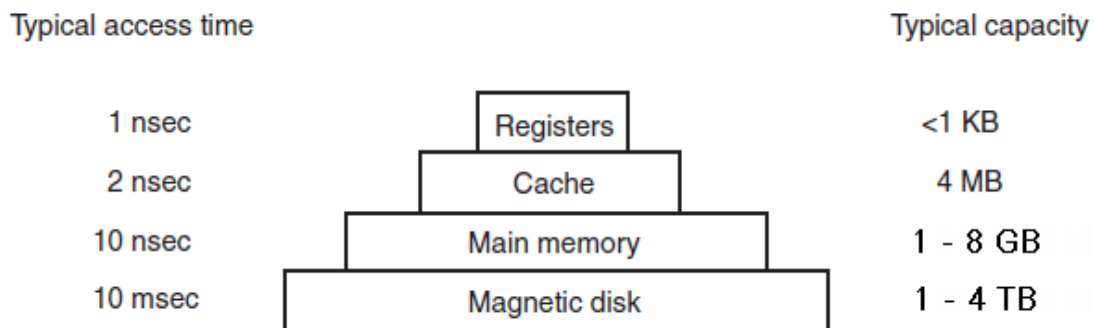 Typical access time Typical capacity
1 nsec Registers <1 KB
2 nsec Cache 4 MB
10 nsec Main memory 1 - 8 GB
10 msec Magnetic disk 1 - 4 TB